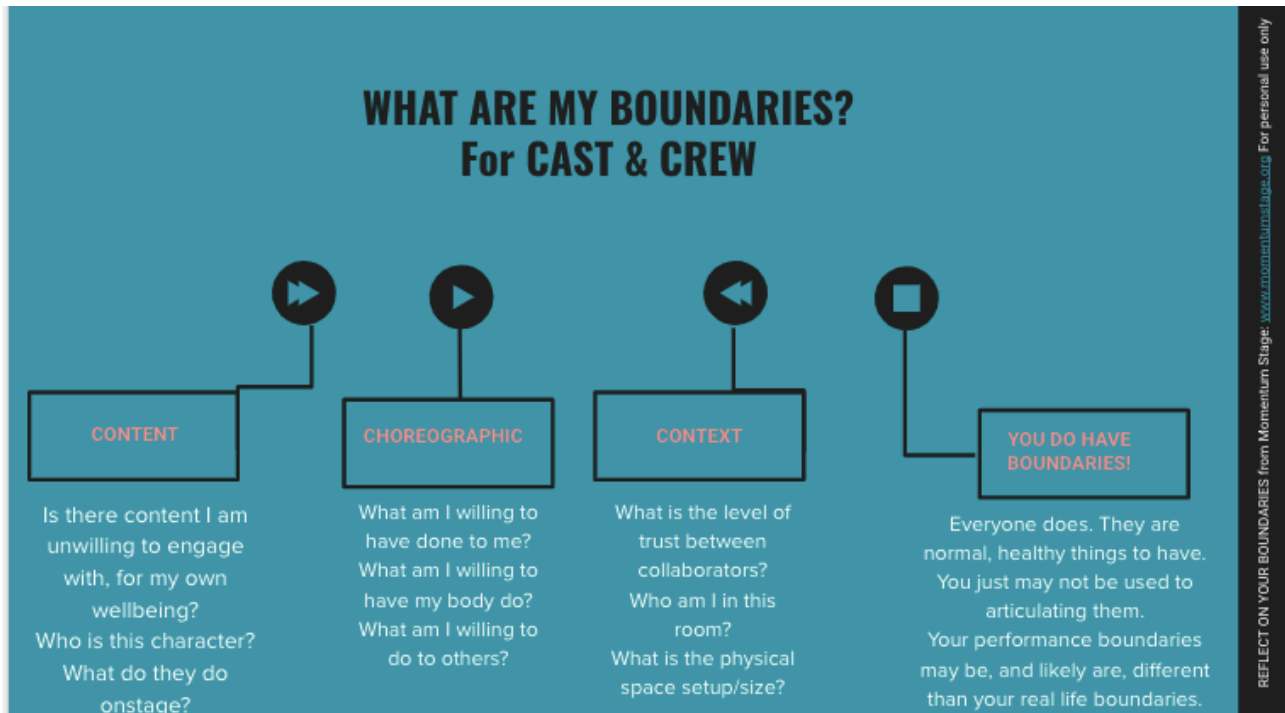 WHAT ARE MY BOUNDARIES?
For CAST & CREW
CONTENT
Is there content I am
unwilling to engage
with, for my own
wellbeing?
Who is this character?
What do they do
onstage?
CHOREOGRAPHIC
What am I willing to
have done to me?
What am I willing to
have my body do?
What am I willing to
do to others?
CONTEXT
What is the level of
trust between
collaborators?
Who am I in this
room?
What is the physical
space setup/size?
YOU DO HAVE
BOUNDARIES!
Everyone does. They are
normal, healthy things to have.
You just may not be used to
articulating them.
Your performance boundaries
may be, and likely are, different
than your real life boundaries.
REFLECT ON YOUR BOUNDARIES from Momentum Stage: www.momentumstage.org For personal use only